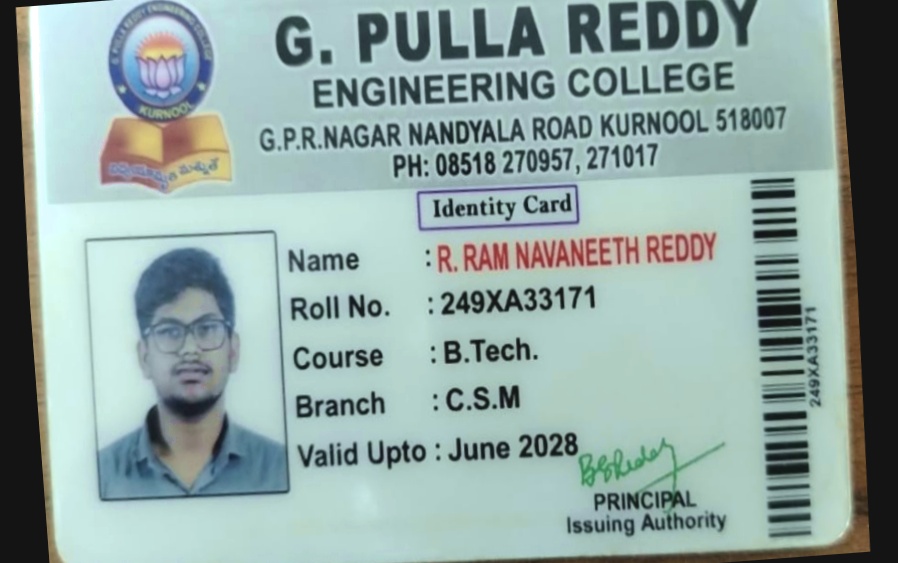 G. PULLA REDDY ENGINEERING COLLEGE
KURNOOL
G. PULLA REDDY
ENGINEERING COLLEGE
G.P.R.NAGAR NANDYALA ROAD KURNOOL 518007
PH: 08518 270957, 271017
Identity Card
Name : R. RAM NAVANEETH REDDY
Roll No. : 249XA33171
Course : B.Tech.
Branch : C.S.M
Valid Upto : June 2028
PRINCIPAL
Issuing Authority
249XA33171